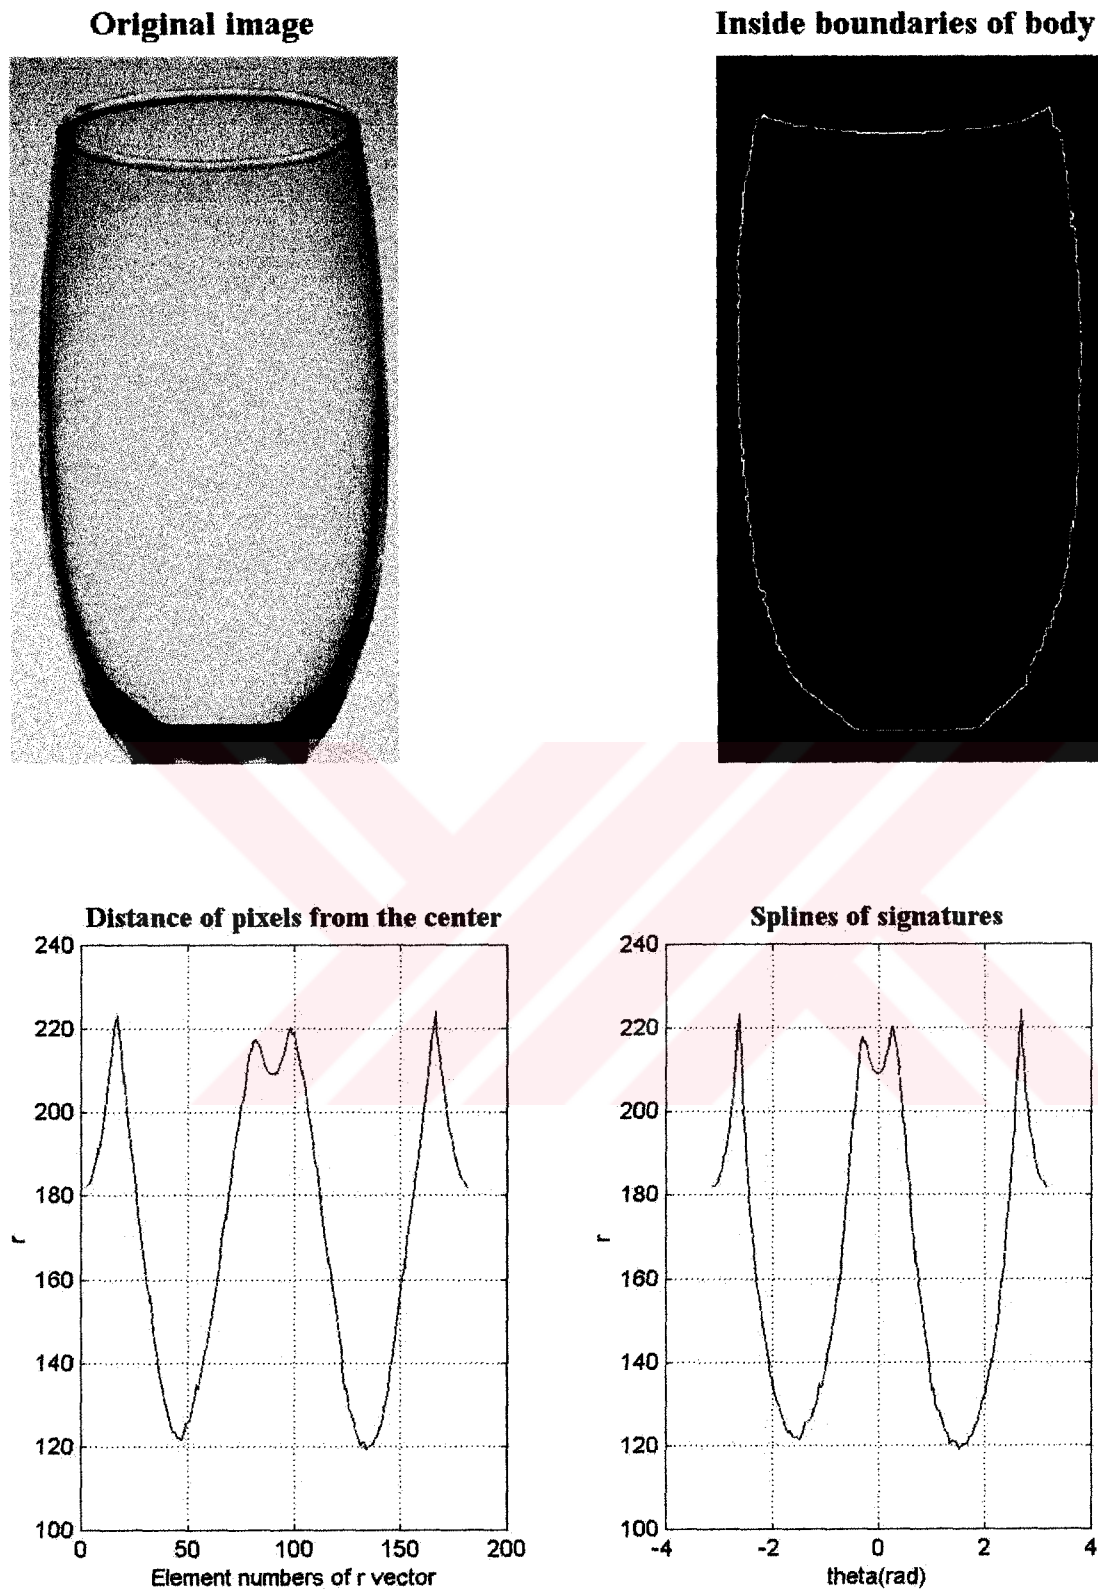 Original image
Inside boundaries of body
Distance of pixels from the center
240
220
200
180
160
140
120
100
r
0 50 100 150 200
Element numbers of r vector
Splines of signatures
240
220
200
180
160
140
120
100
r
-4 -2 0 2 4
theta(rad)